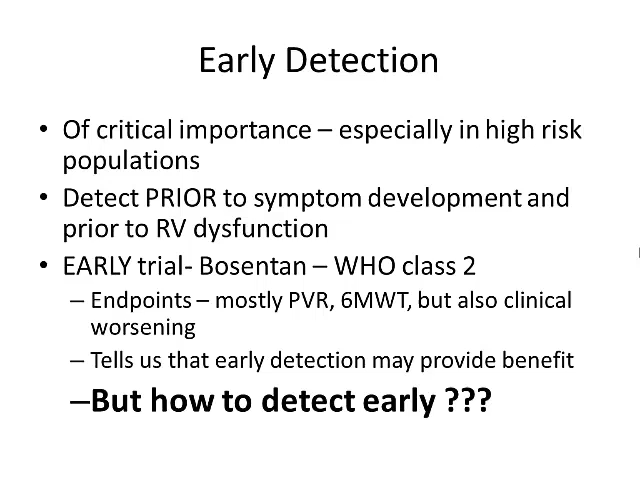 Early Detection
• Of critical importance – especially in high risk
populations
• Detect PRIOR to symptom development and
prior to RV dysfunction
• EARLY trial- Bosentan – WHO class 2
– Endpoints – mostly PVR, 6MWT, but also clinical
worsening
– Tells us that early detection may provide benefit
–But how to detect early ???